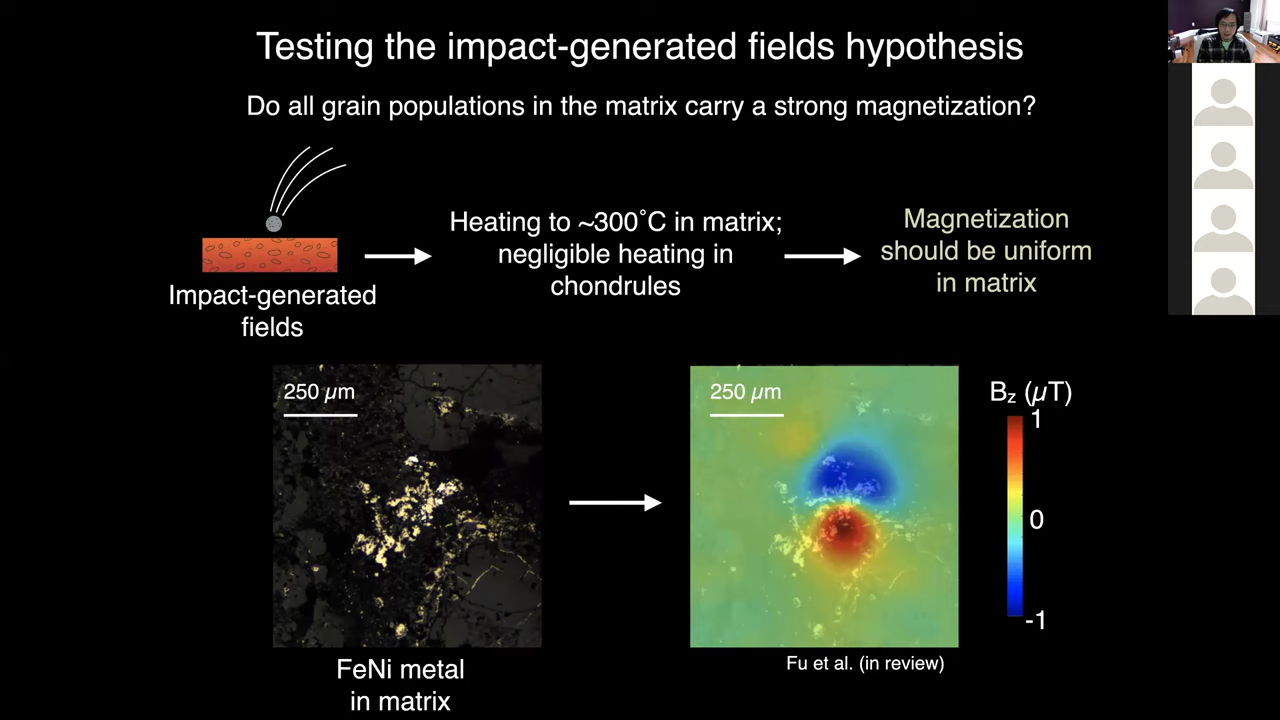 Testing the impact-generated fields hypothesis
Do all grain populations in the matrix carry a strong magnetization?
Impact-generated
fields
Heating to ~300˚C in matrix;
negligible heating in
chondrules
Magnetization
should be uniform
in matrix
250 µm
FeNi metal
in matrix
250 µm
Bz (µT)
1
0
-1
Fu et al. (in review)